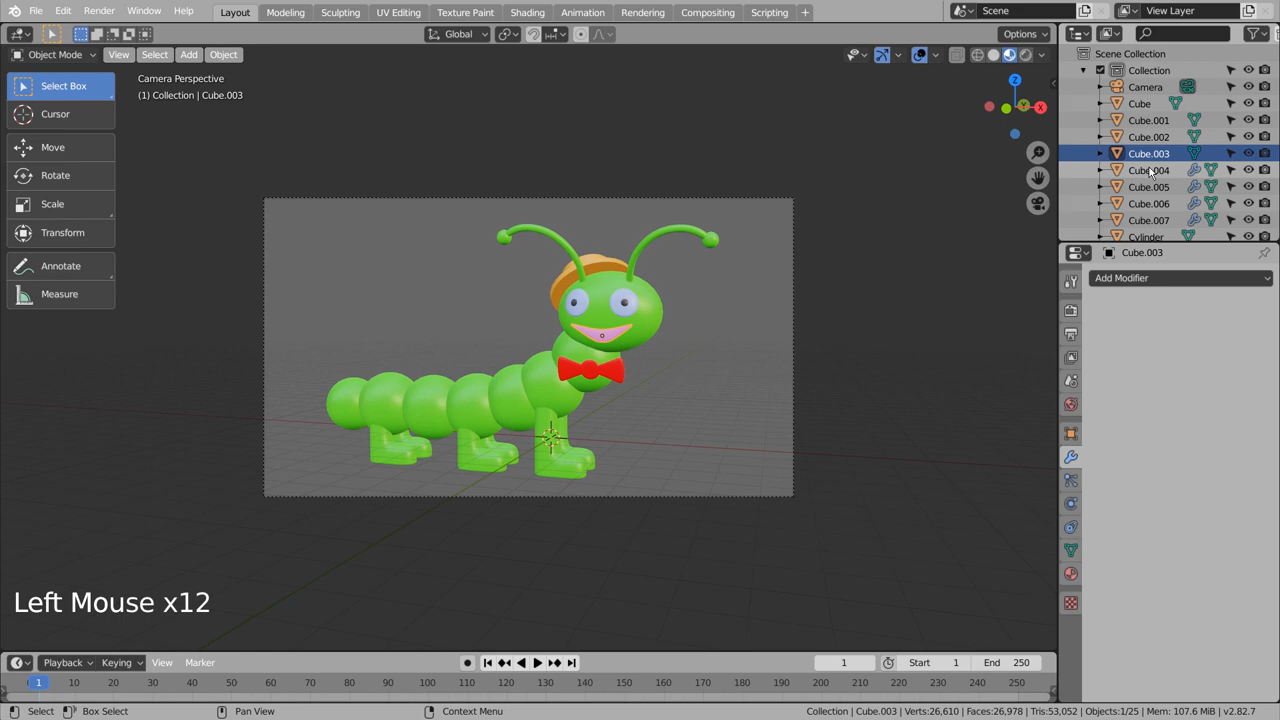 File Edit Render Window Help Layout Modeling Sculpting UV Editing Texture Paint Shading Animation Rendering Compositing Scripting + Scene View Layer
Global Options
Object Mode View Select Add Object
Scene Collection
Collection
Camera
Cube
Cube.001
Cube.002
Cube.003
Cube.004
Cube.005
Cube.006
Cube.007
Cylinder
Select Box
Cursor
Move
Rotate
Scale
Transform
Annotate
Measure
Camera Perspective
(1) Collection | Cube.003
Z
Y
X
Cube.003
Add Modifier
Left Mouse x12
Playback Keying View Marker 1 Start 1 End 250
1 10 20 30 40 50 60 70 80 90 100 110 120 130 140 150 160 170 180 190 200 210 220 230 240 250
Select Box Select Pan View Context Menu Collection | Cube.003 | Verts:26,610 | Faces:26,978 | Tris:53,052 | Objects:1/25 | Mem: 107.6 MiB | v2.82.7